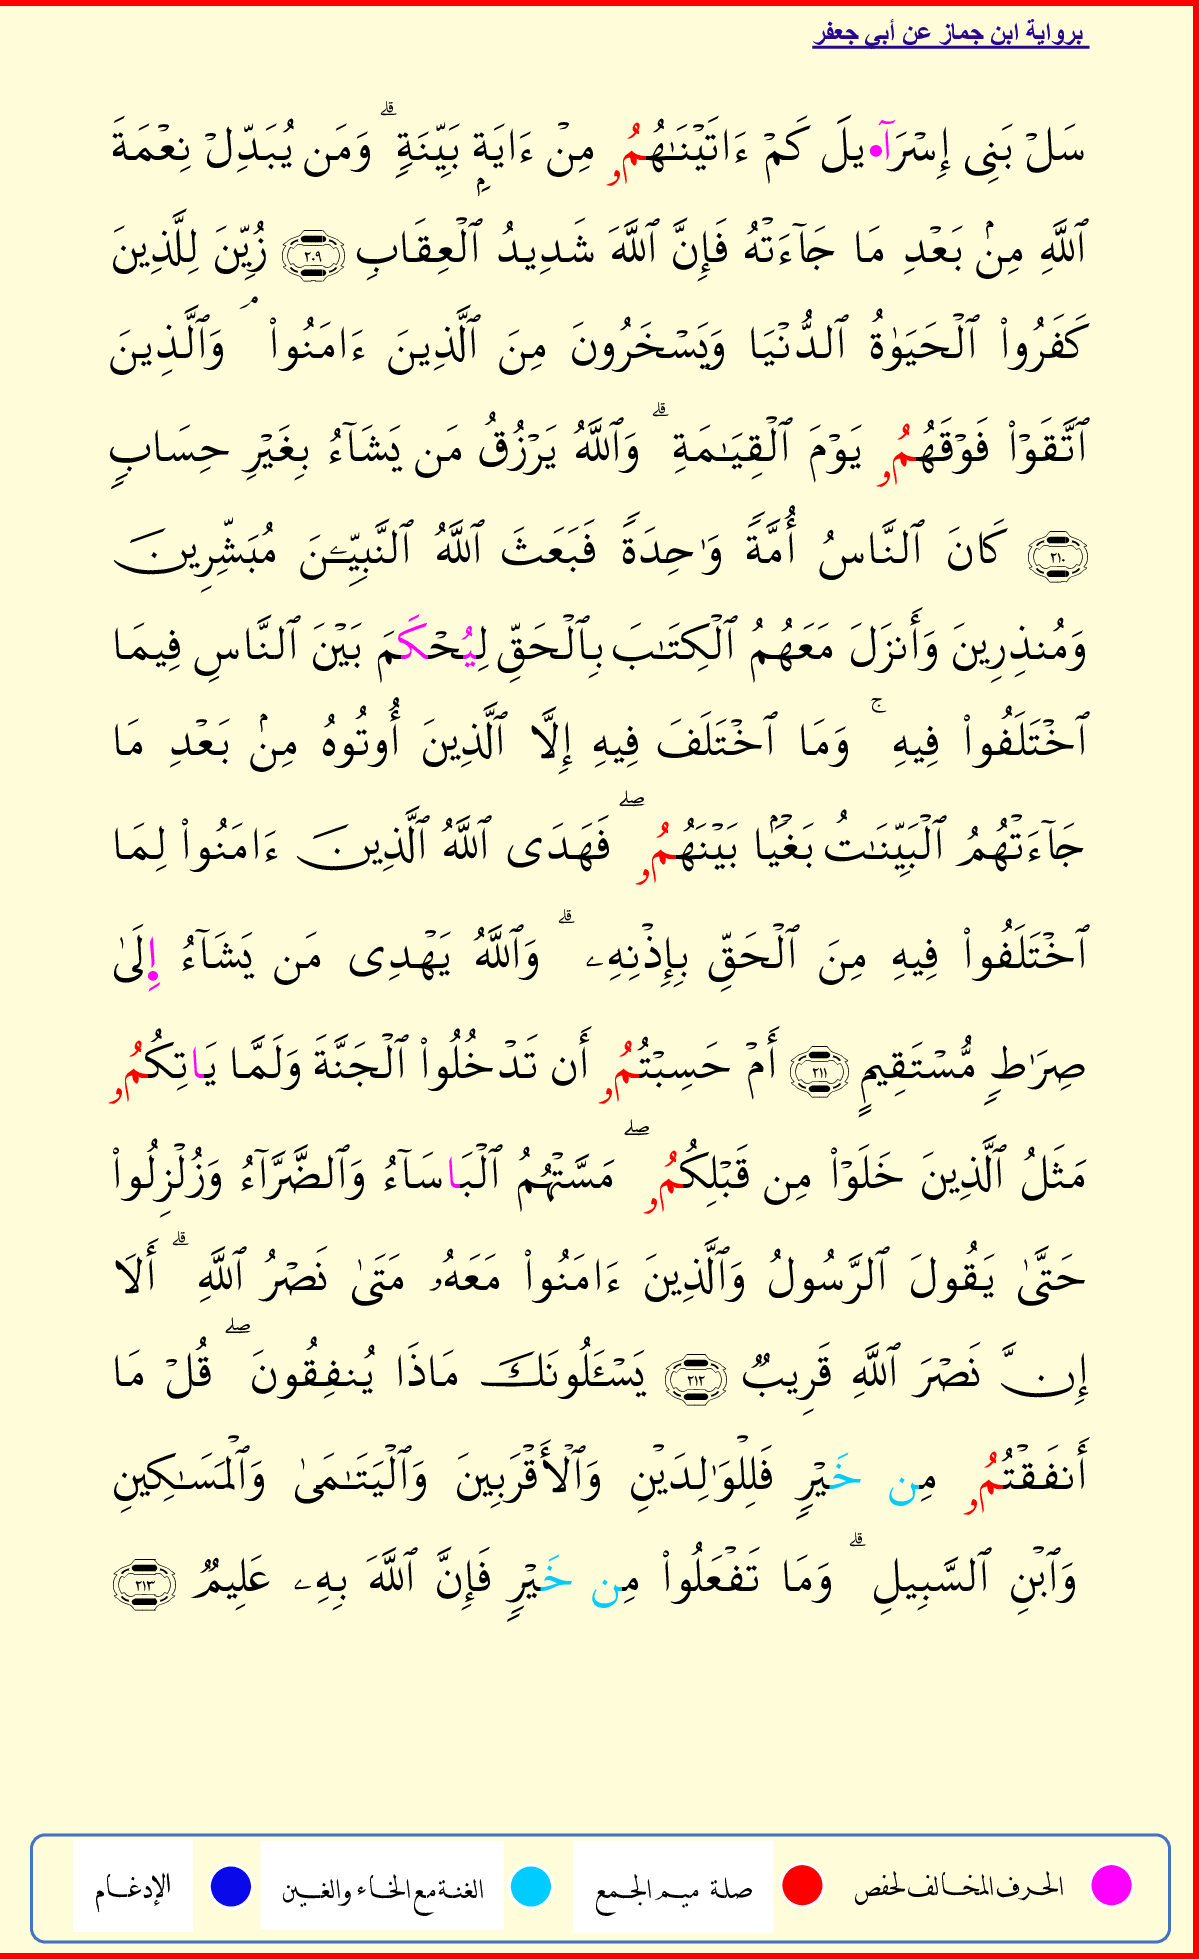 برواية ابن جماز عن أبي جعفر
سَلْ بَنِى إِسْرَآ•يلَ كَمْ ءَاتَيْنَـٰهُمُۥ مِنْ ءَايَةٍۭ بَيِّنَةٍۢ ۗ وَمَن يُبَدِّلْ نِعْمَةَ
ٱللَّهِ مِنۢ بَعْدِ مَا جَآءَتْهُ فَإِنَّ ٱللَّهَ شَدِيدُ ٱلْعِقَابِ ٢٠٩ زُيِّنَ لِلَّذِينَ
كَفَرُوا۟ ٱلْحَيَوٰةُ ٱلدُّنْيَا وَيَسْخَرُونَ مِنَ ٱلَّذِينَ ءَامَنُوا۟ ۘ وَٱلَّذِينَ
ٱتَّقَوْا۟ فَوْقَهُمُۥ يَوْمَ ٱلْقِيَـٰمَةِ ۗ وَٱللَّهُ يَرْزُقُ مَن يَشَآءُ بِغَيْرِ حِسَابٍ
٢١٠ كَانَ ٱلنَّاسُ أُمَّةً وَٰحِدَةً فَبَعَثَ ٱللَّهُ ٱلنَّبِيِّـۧنَ مُبَشِّرِينَ
وَمُنذِرِينَ وَأَنزَلَ مَعَهُمُ ٱلْكِتَـٰبَ بِٱلْحَقِّ لِيُحْكَمَ بَيْنَ ٱلنَّاسِ فِيمَا
ٱخْتَلَفُوا۟ فِيهِ ۚ وَمَا ٱخْتَلَفَ فِيهِ إِلَّا ٱلَّذِينَ أُوتُوهُ مِنۢ بَعْدِ مَا
جَآءَتْهُمُ ٱلْبَيِّنَـٰتُ بَغْيًۢا بَيْنَهُمُۥ ۖ فَهَدَى ٱللَّهُ ٱلَّذِينَ ءَامَنُوا۟ لِمَا
ٱخْتَلَفُوا۟ فِيهِ مِنَ ٱلْحَقِّ بِإِذْنِهِۦ ۗ وَٱللَّهُ يَهْدِى مَن يَشَآءُ اِ۪لَىٰ
صِرَٰطٍ مُّسْتَقِيمٍ ٢١١ أَمْ حَسِبْتُمُۥ أَن تَدْخُلُوا۟ ٱلْجَنَّةَ وَلَمَّا يَاتِكُمُۥ
مَثَلُ ٱلَّذِينَ خَلَوْا۟ مِن قَبْلِكُمُۥ ۖ مَسَّتْهُمُ ٱلْبَاسَآءُ وَٱلضَّرَّآءُ وَزُلْزِلُوا۟
حَتَّىٰ يَقُولَ ٱلرَّسُولُ وَٱلَّذِينَ ءَامَنُوا۟ مَعَهُۥ مَتَىٰ نَصْرُ ٱللَّهِ ۗ أَلَا
إِنَّ نَصْرَ ٱللَّهِ قَرِيبٌ ٢١٢ يَسْـَٔلُونَكَ مَاذَا يُنفِقُونَ ۖ قُلْ مَا
أَنفَقْتُمُۥ مِن خَيْرٍ فَلِلْوَٰلِدَيْنِ وَٱلْأَقْرَبِينَ وَٱلْيَتَـٰمَىٰ وَٱلْمَسَـٰكِينِ
وَٱبْنِ ٱلسَّبِيلِ ۗ وَمَا تَفْعَلُوا۟ مِن خَيْرٍ فَإِنَّ ٱللَّهَ بِهِۦ عَلِيمٌ ٢١٣
الحرف المخالف لحفص صلة ميم الجمع الغنة مع الخاء والغين الإدغام